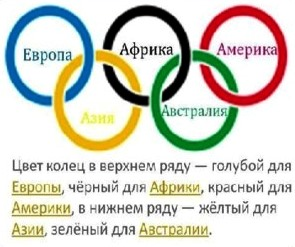 Европа
Африка
Америка
Азия
Австралия
Цвет колец в верхнем ряду — голубой для
Европы, чёрный для Африки, красный для
Америки, в нижнем ряду — жёлтый для
Азии, зелёный для Австралии.